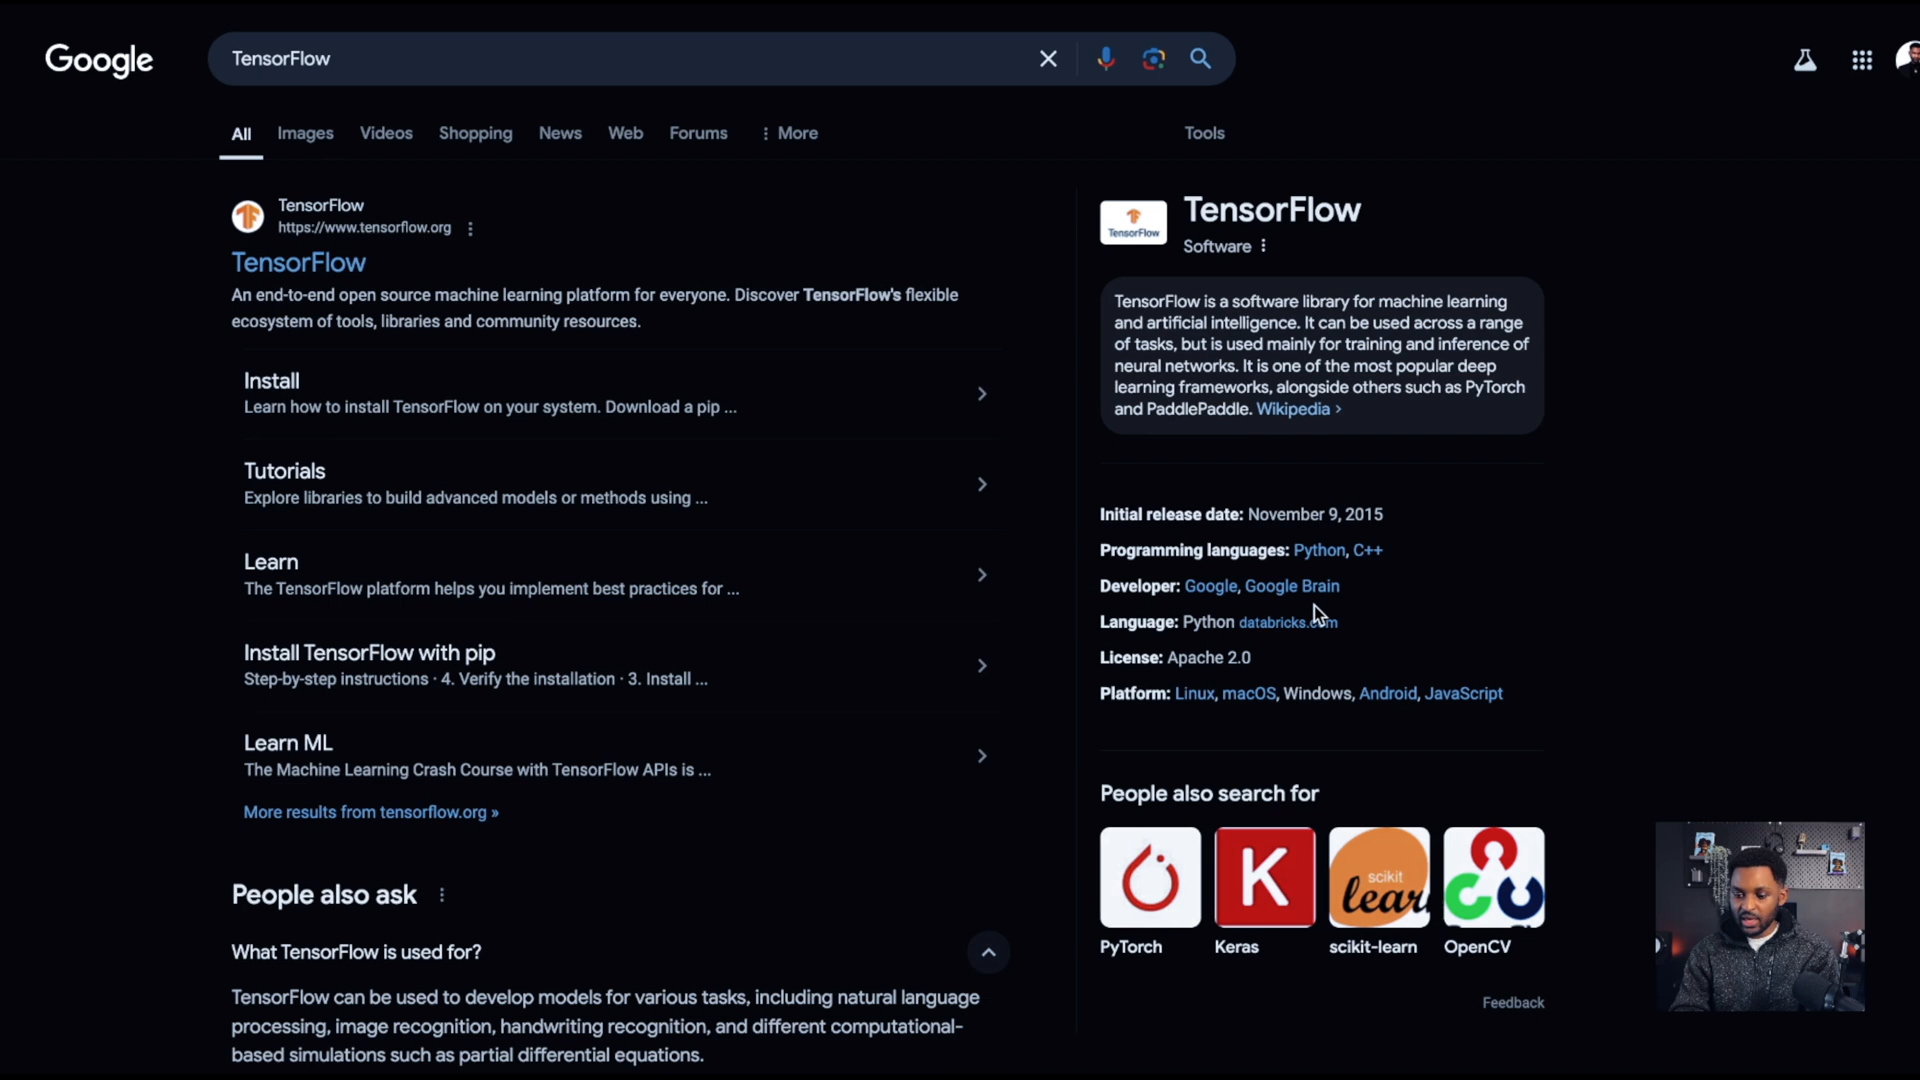 Google
TensorFlow
All
Images
Videos
Shopping
News
Web
Forums
More
Tools
TensorFlow
https://www.tensorflow.org
TensorFlow
An end-to-end open source machine learning platform for everyone. Discover TensorFlow's flexible
ecosystem of tools, libraries and community resources.
Install
Learn how to install TensorFlow on your system. Download a pip ...
Tutorials
Explore libraries to build advanced models or methods using ...
Learn
The TensorFlow platform helps you implement best practices for ...
Install TensorFlow with pip
Step-by-step instructions · 4. Verify the installation · 3. Install ...
Learn ML
The Machine Learning Crash Course with TensorFlow APIs is ...
More results from tensorflow.org »
People also ask
What TensorFlow is used for?
TensorFlow can be used to develop models for various tasks, including natural language
processing, image recognition, handwriting recognition, and different computational-
based simulations such as partial differential equations.
TensorFlow
TensorFlow
Software
TensorFlow is a software library for machine learning
and artificial intelligence. It can be used across a range
of tasks, but is used mainly for training and inference of
neural networks. It is one of the most popular deep
learning frameworks, alongside others such as PyTorch
and PaddlePaddle. Wikipedia ›
Initial release date: November 9, 2015
Programming languages: Python, C++
Developer: Google, Google Brain
Language: Python databricks.com
License: Apache 2.0
Platform: Linux, macOS, Windows, Android, JavaScript
People also search for
K
scikit
learn
PyTorch
Keras
scikit-learn
OpenCV
Feedback